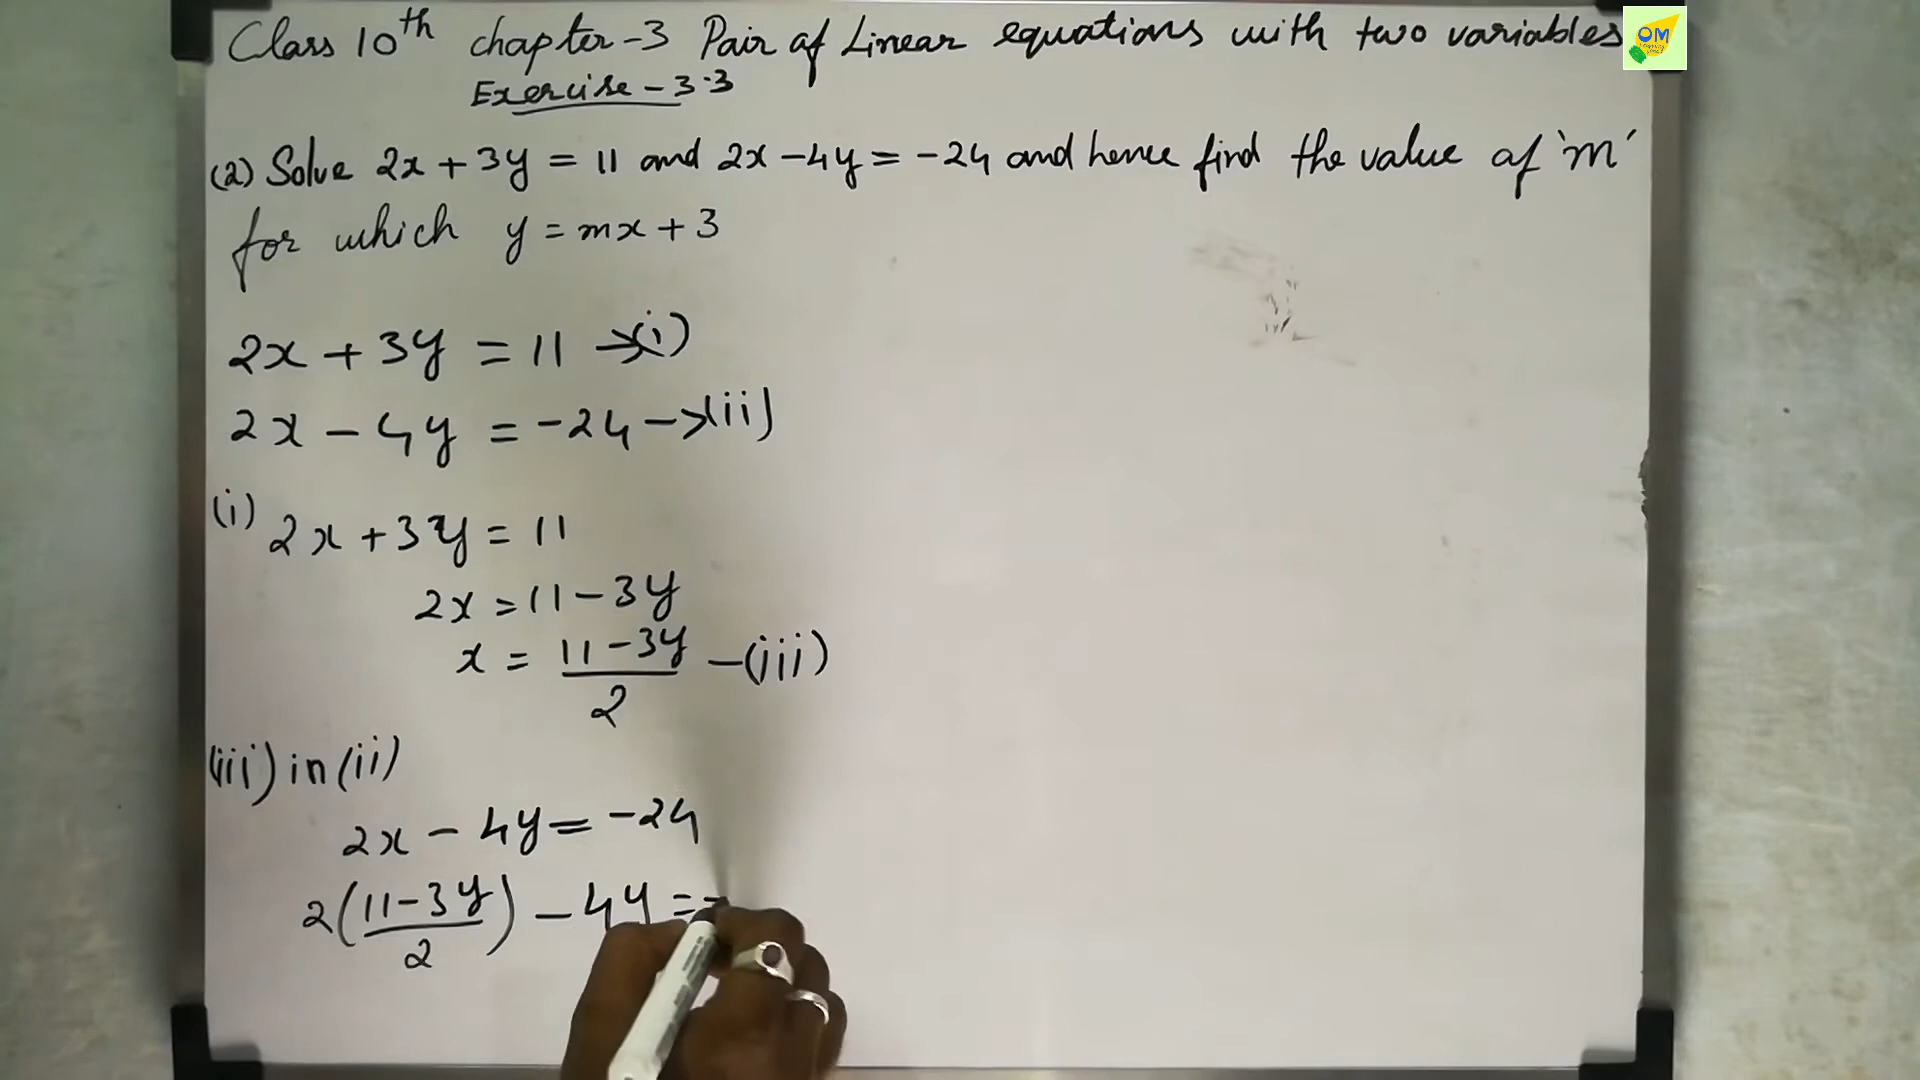 Class 10th chapter-3 Pair of Linear equations with two variables
OM
Exercise - 3.3
(2) Solve 2x + 3y = 11 and 2x - 4y = -24 and hence find the value of 'm'
for which y = mx + 3
2x + 3y = 11 →(i)
2x - 4y = -24 →(ii)
(i) 2x + 3y = 11
2x = 11 - 3y
x = 11 - 3y / 2 -(iii)
(iii) in (ii)
2x - 4y = -24
2(11 - 3y / 2) - 4y = -